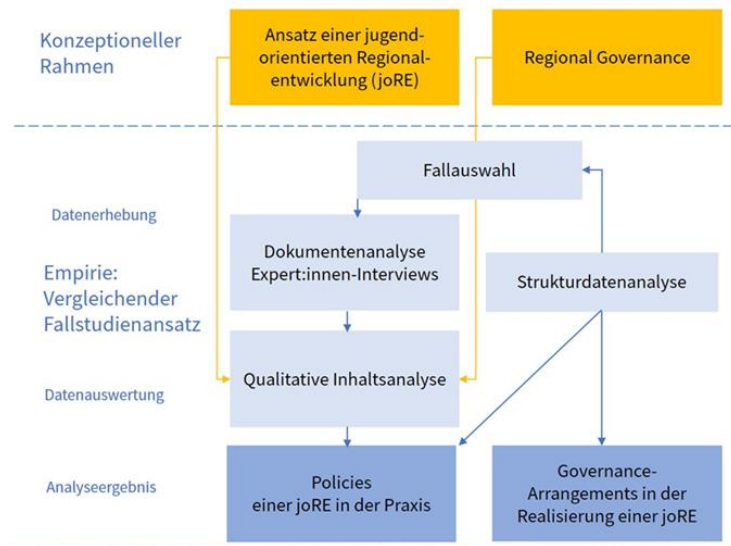 Konzeptioneller
Rahmen
Ansatz einer jugend-
orientierten Regional-
entwicklung (joRE)
Regional Governance
Fallauswahl
Datenerhebung
Dokumentenanalyse
Expert:innen-Interviews
Empirie:
Vergleichender
Fallstudienansatz
Strukturdatenanalyse
Qualitative Inhaltsanalyse
Datenauswertung
Analyseergebnis
Policies
einer joRE in der Praxis
Governance-
Arrangements in der
Realisierung einer joRE